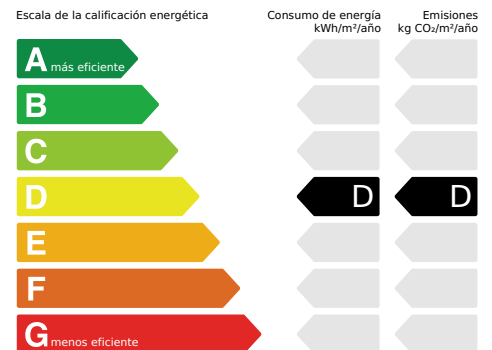 Escala de la calificación energética
Consumo de energía
kWh/m²/año
Emisiones
kg CO₂/m²/año
A más eficiente
B
C
D D D
E
F
G menos eficiente